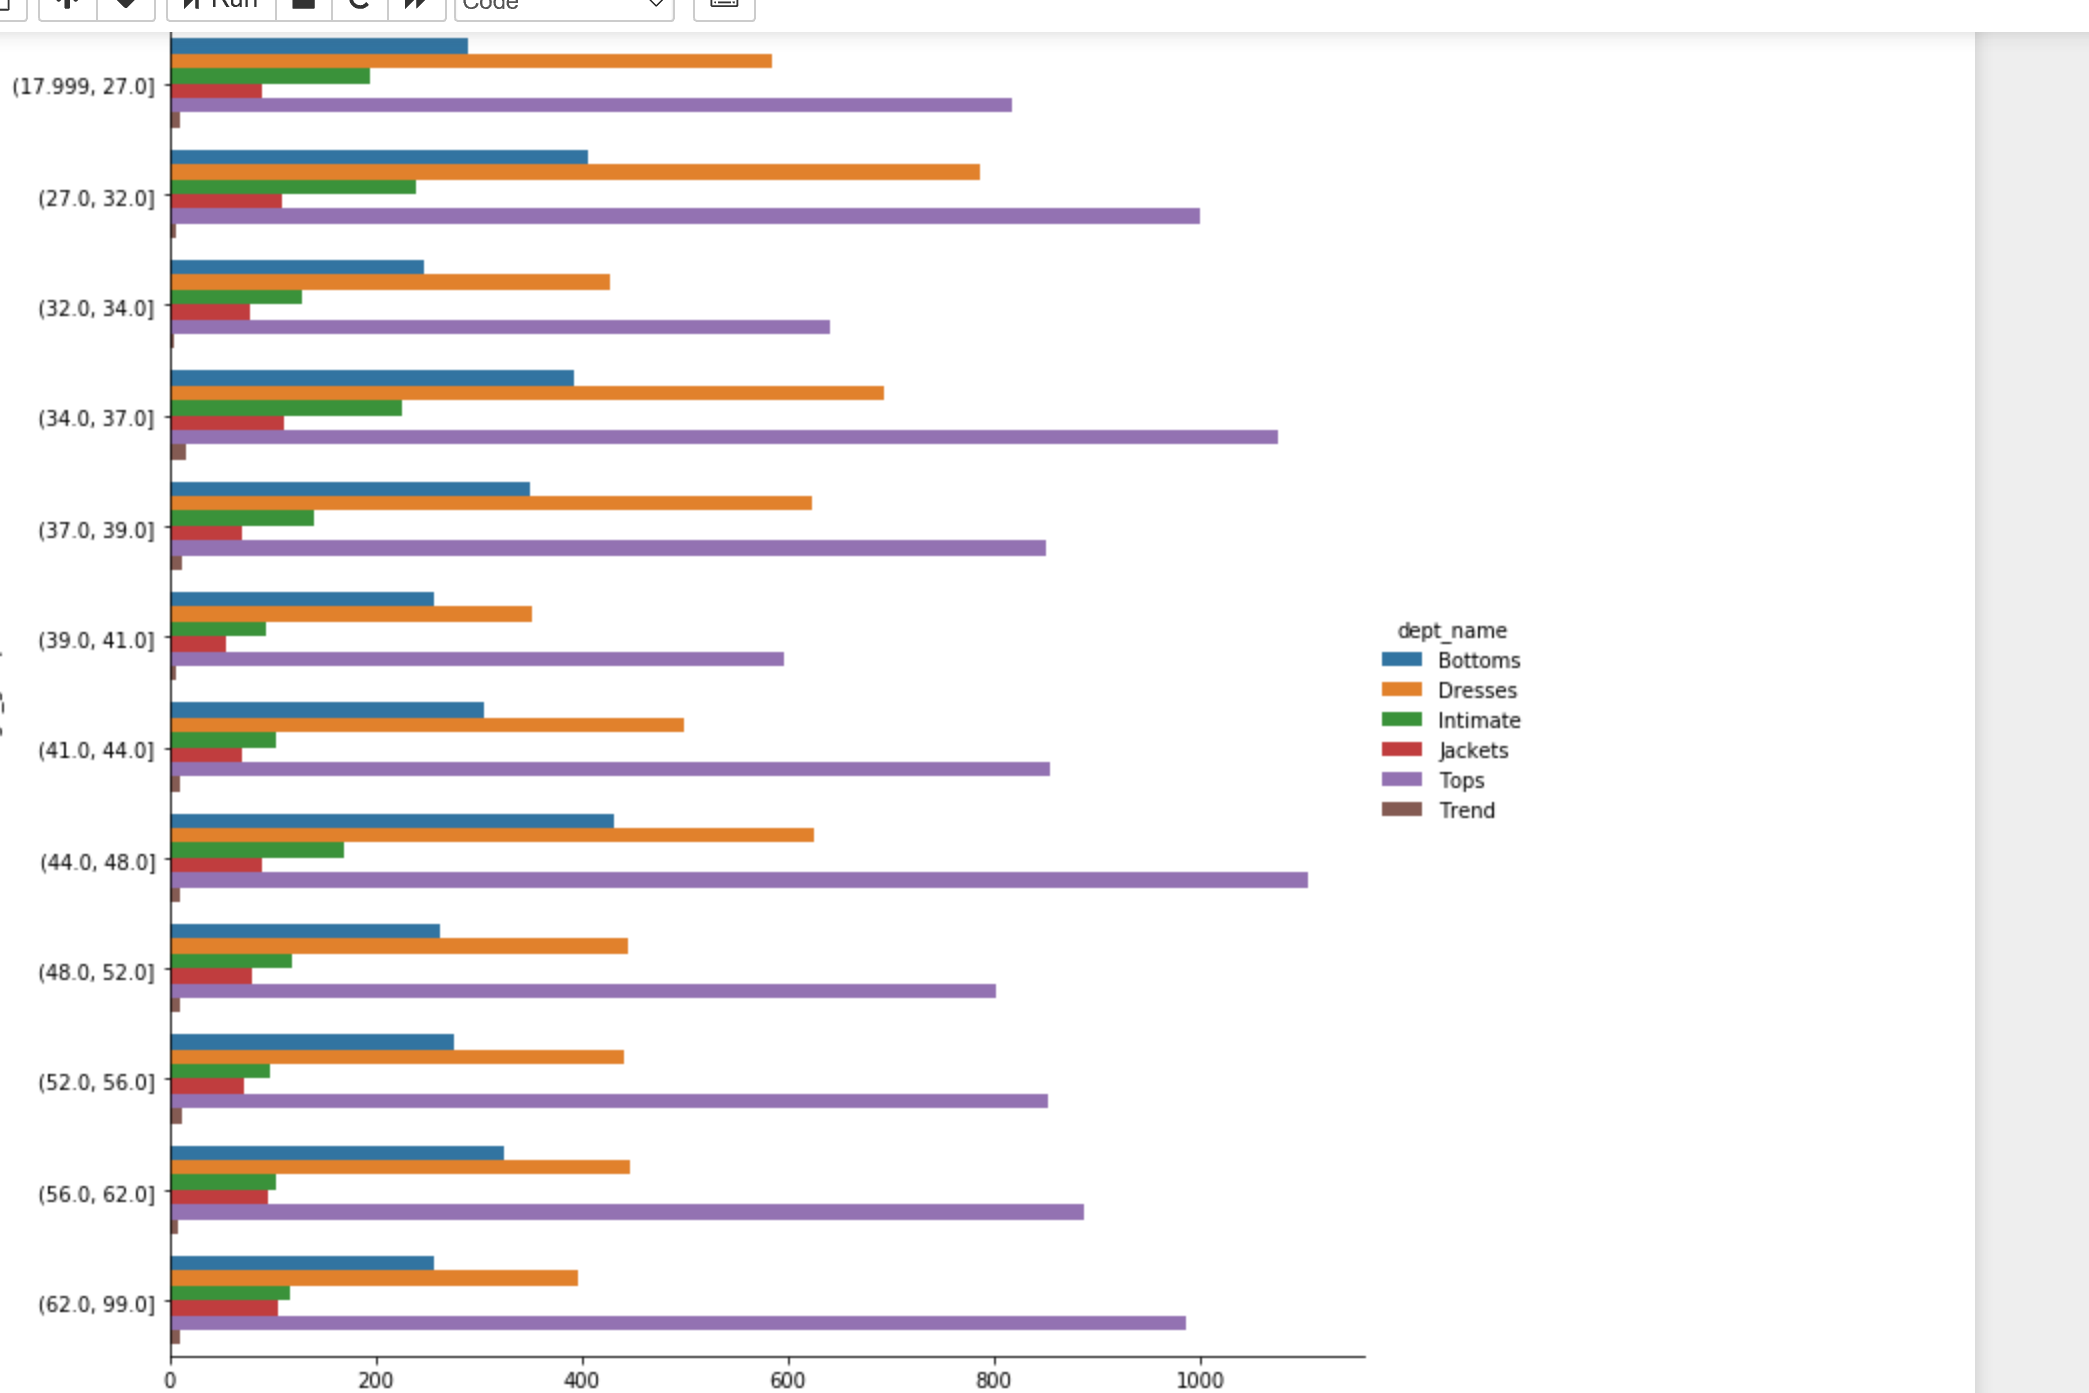 Run
Code
(17.999, 27.0]
(27.0, 32.0]
(32.0, 34.0]
(34.0, 37.0]
(37.0, 39.0]
(39.0, 41.0]
(41.0, 44.0]
(44.0, 48.0]
(48.0, 52.0]
(52.0, 56.0]
(56.0, 62.0]
(62.0, 99.0]
0 200 400 600 800 1000
dept_name
Bottoms
Dresses
Intimate
Jackets
Tops
Trend